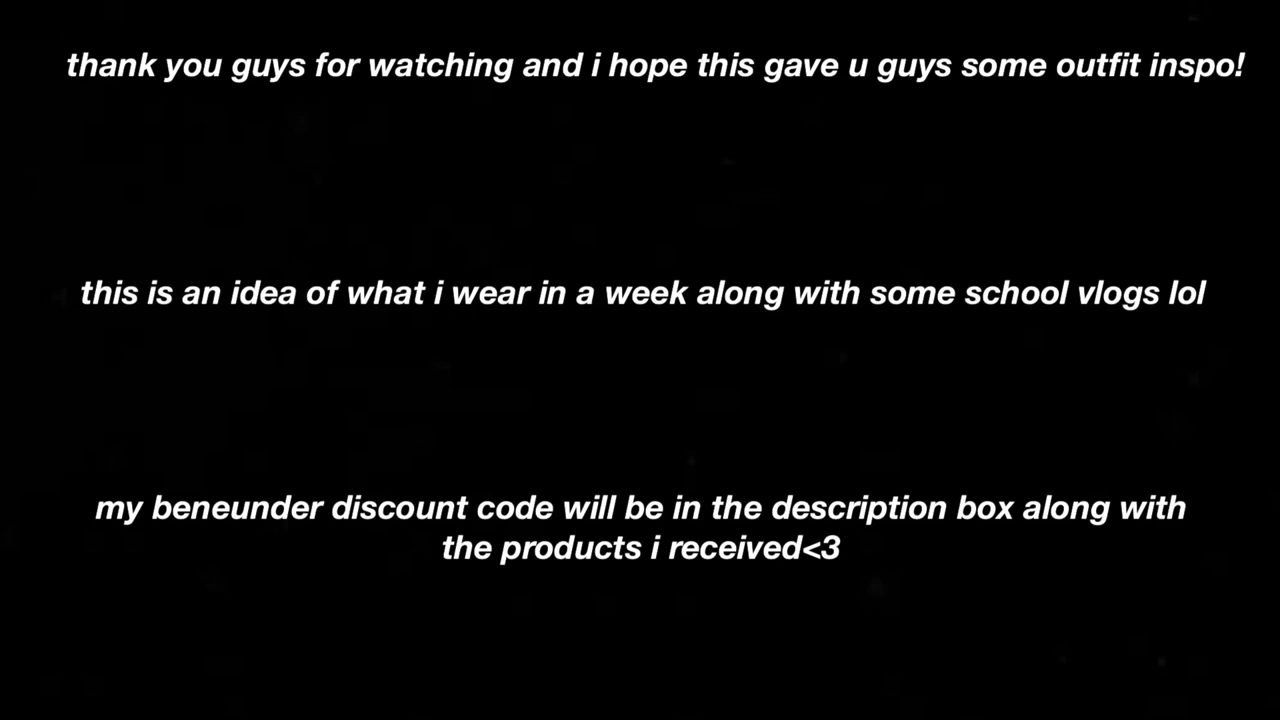 thank you guys for watching and i hope this gave u guys some outfit inspo!
this is an idea of what i wear in a week along with some school vlogs lol
my beneunder discount code will be in the description box along with
the products i received<3